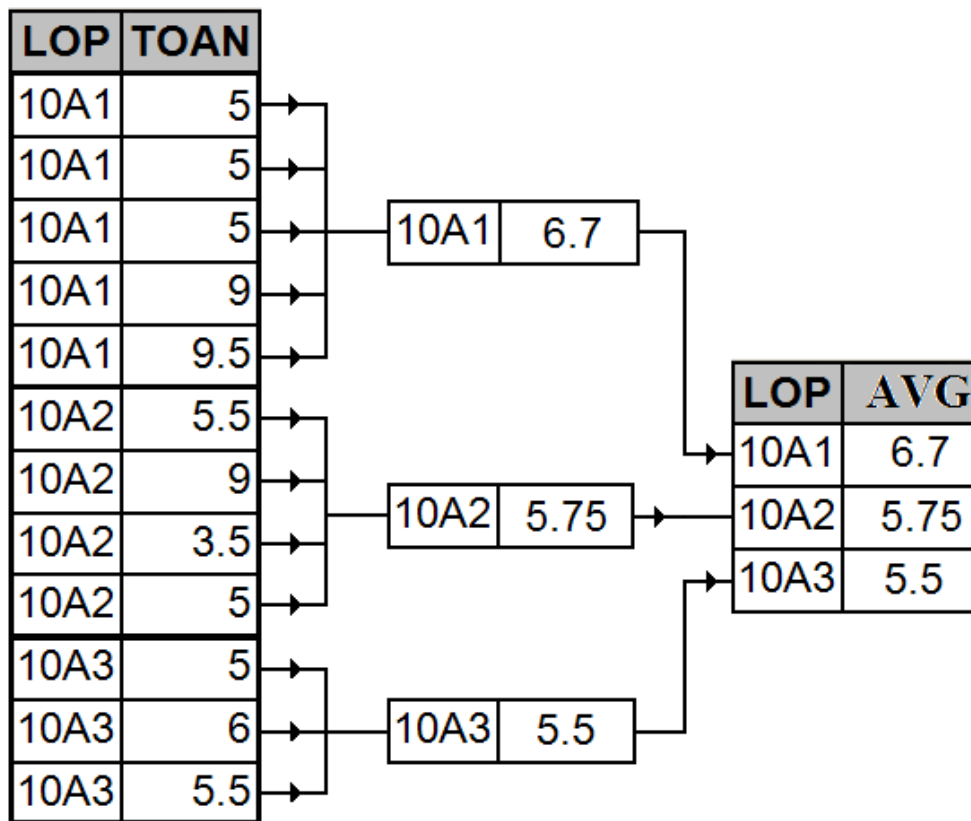 LOP TOAN
10A1 5
10A1 5
10A1 5
10A1 9
10A1 9.5
10A2 5.5
10A2 9
10A2 3.5
10A2 5
10A3 5
10A3 6
10A3 5.5
10A1 6.7
10A2 5.75
10A3 5.5
LOP AVG
10A1 6.7
10A2 5.75
10A3 5.5